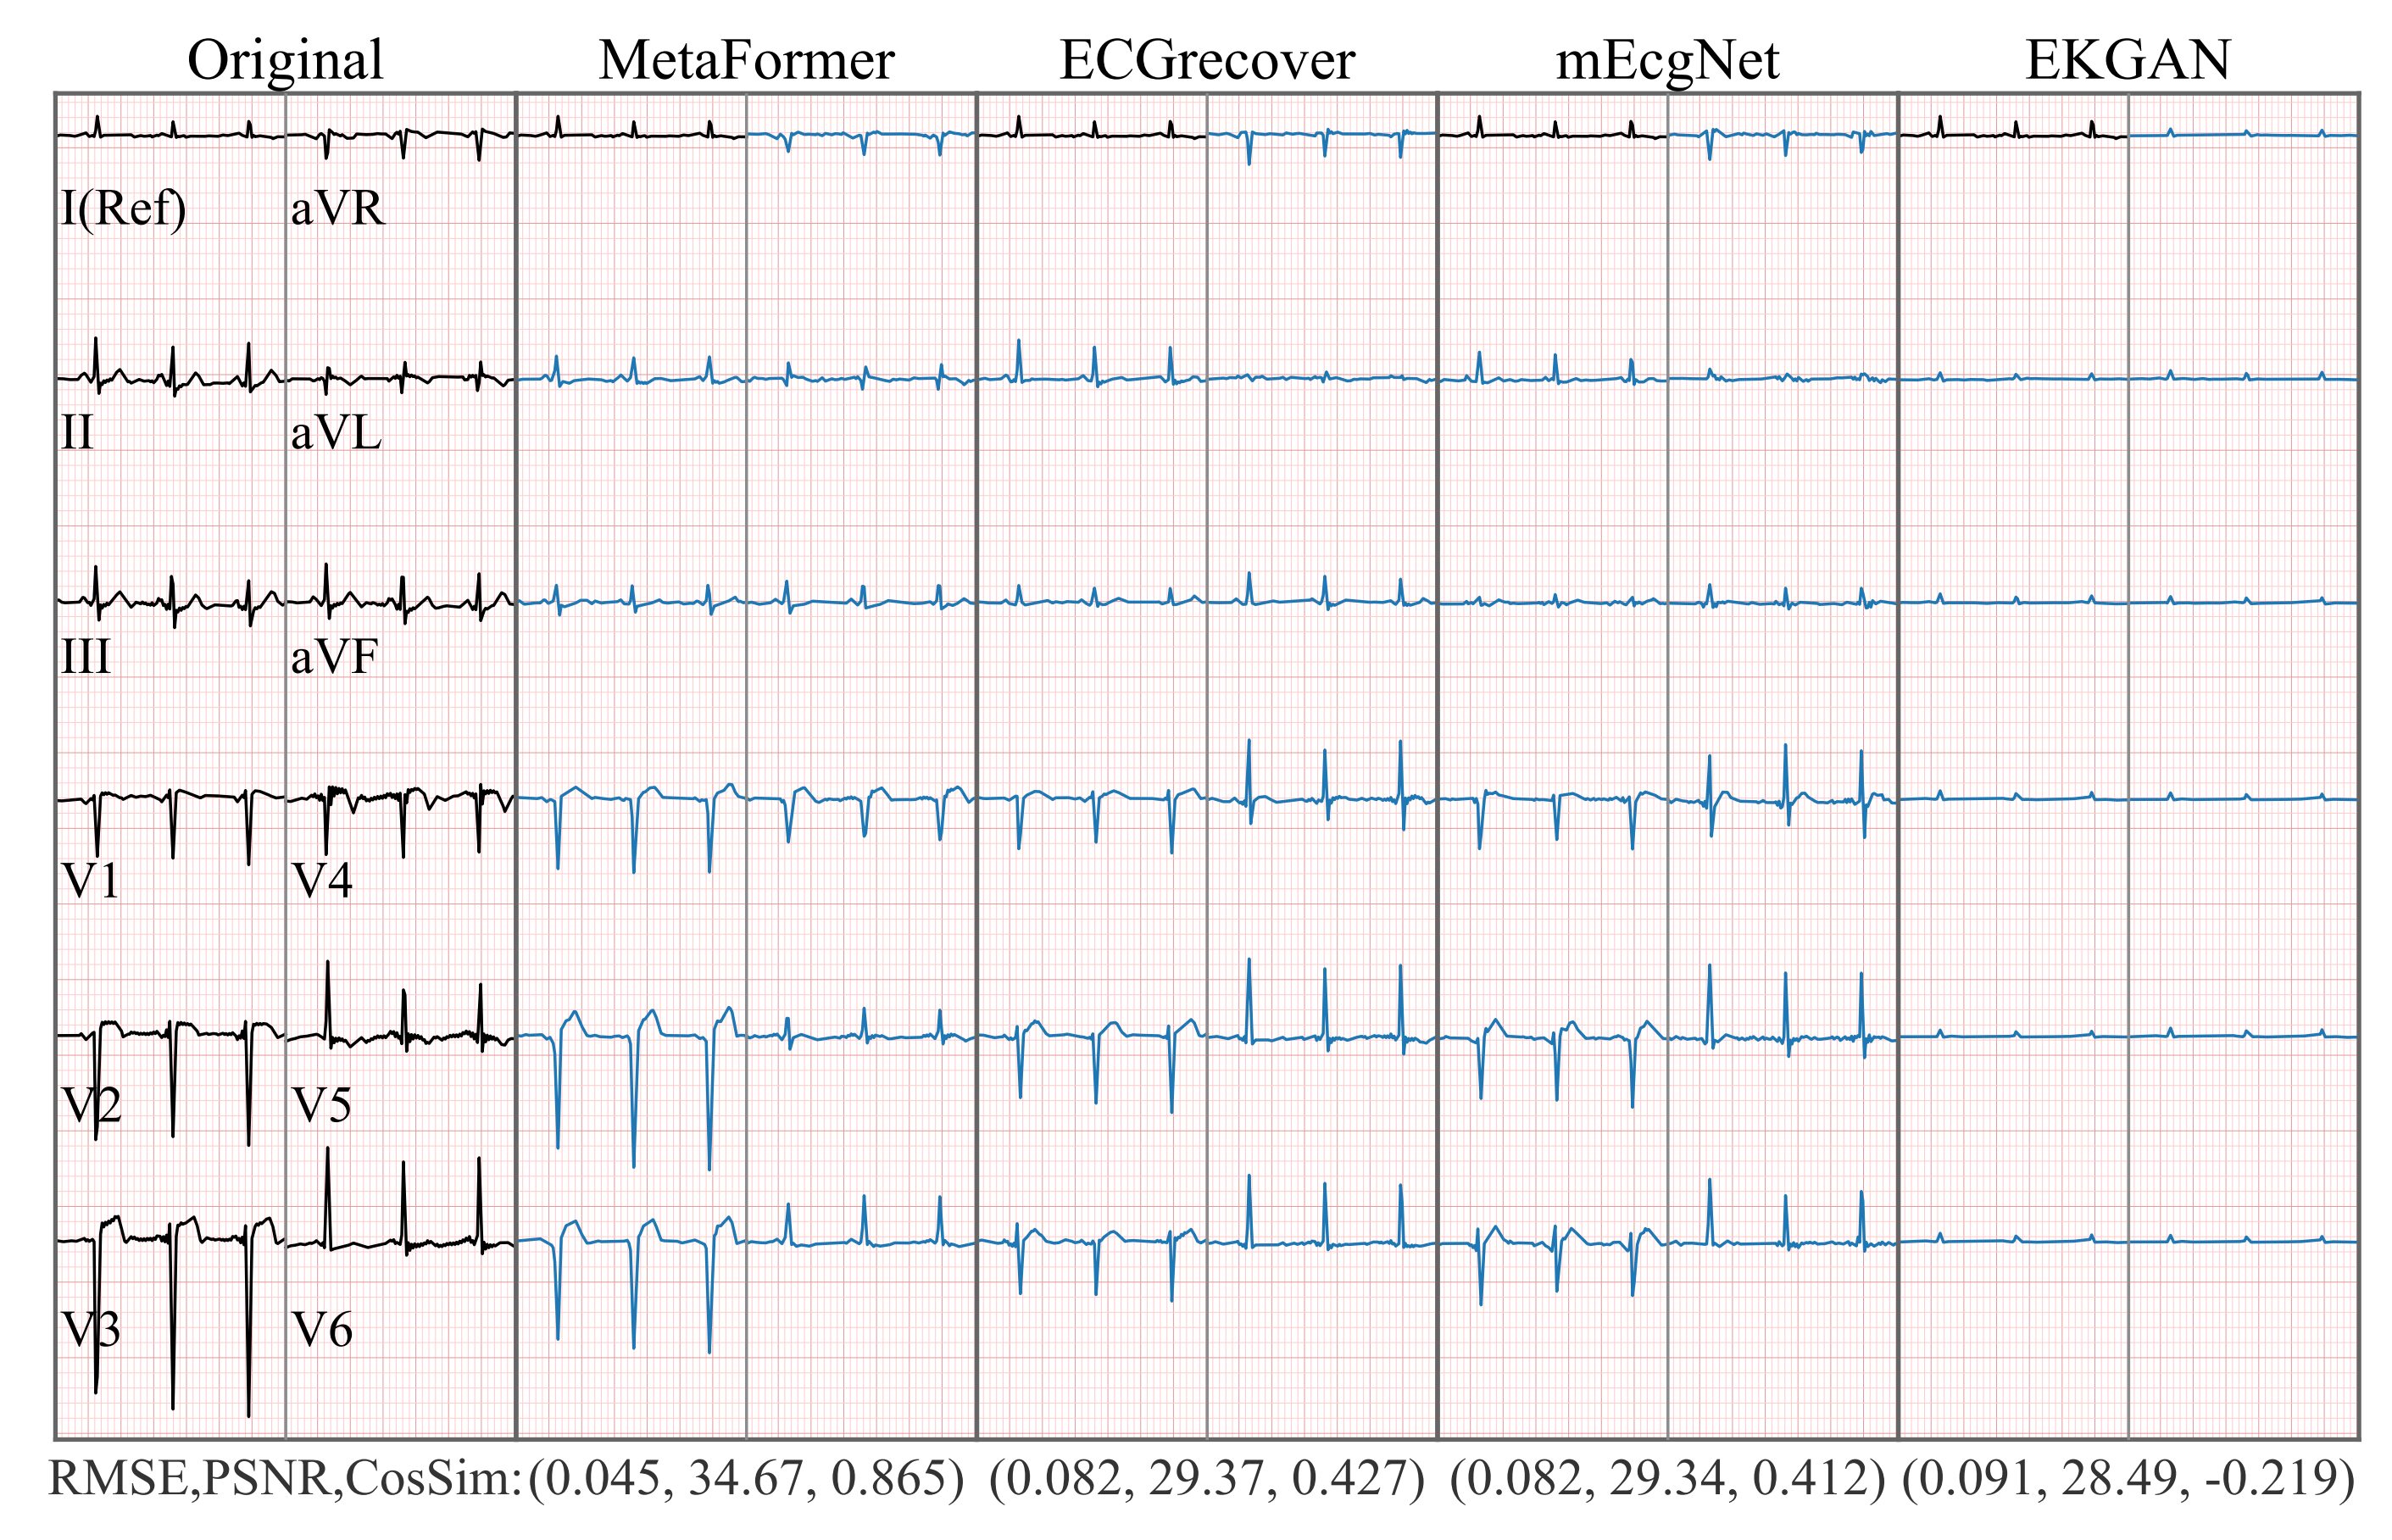 Original MetaFormer ECGrecover mEcgNet EKGAN
I(Ref) aVR
II aVL
III aVF
V1 V4
V2 V5
V3 V6
RMSE,PSNR,CosSim:(0.045, 34.67, 0.865) (0.082, 29.37, 0.427) (0.082, 29.34, 0.412) (0.091, 28.49, -0.219)